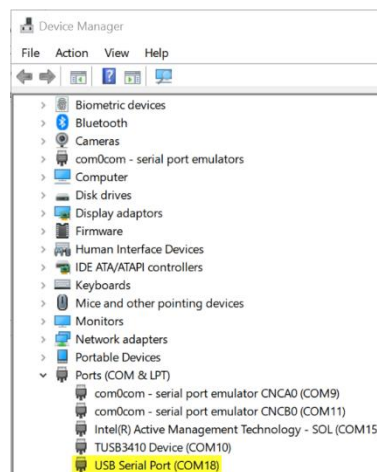 Device Manager
File Action View Help
Biometric devices
Bluetooth
Cameras
com0com - serial port emulators
Computer
Disk drives
Display adaptors
Firmware
Human Interface Devices
IDE ATA/ATAPI controllers
Keyboards
Mice and other pointing devices
Monitors
Network adapters
Portable Devices
Ports (COM & LPT)
com0com - serial port emulator CNCA0 (COM9)
com0com - serial port emulator CNCB0 (COM11)
Intel(R) Active Management Technology - SOL (COM15
TUSB3410 Device (COM10)
USB Serial Port (COM18)